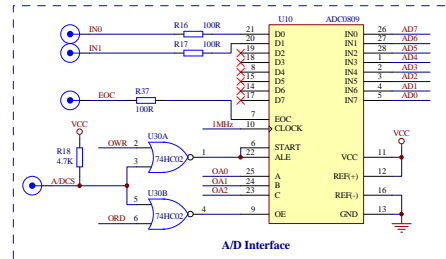 U10 ADC0809
IN0 R16 100R 21 D0 IN0 26 AD7
IN1 R17 100R 20 D1 IN1 27 AD6
19 D2 IN2 28 AD5
18 D3 IN3 1 AD4
8 D4 IN4 2 AD3
15 D5 IN5 3 AD2
14 D6 IN6 4 AD1
17 D7 IN7 5 AD0
EOC R37 100R 7 EOC
1MHz 10 CLOCK
VCC
R18 4.7K
OWR 2 3 U30A 74HC02 1 6 START
22 ALE VCC 11 VCC
A/DCS
OA0 25 A REF(+) 12
OA1 24 B
OA2 23 C REF(-) 16
ORD 5 6 U30B 74HC02 4 9 OE GND 13
A/D Interface